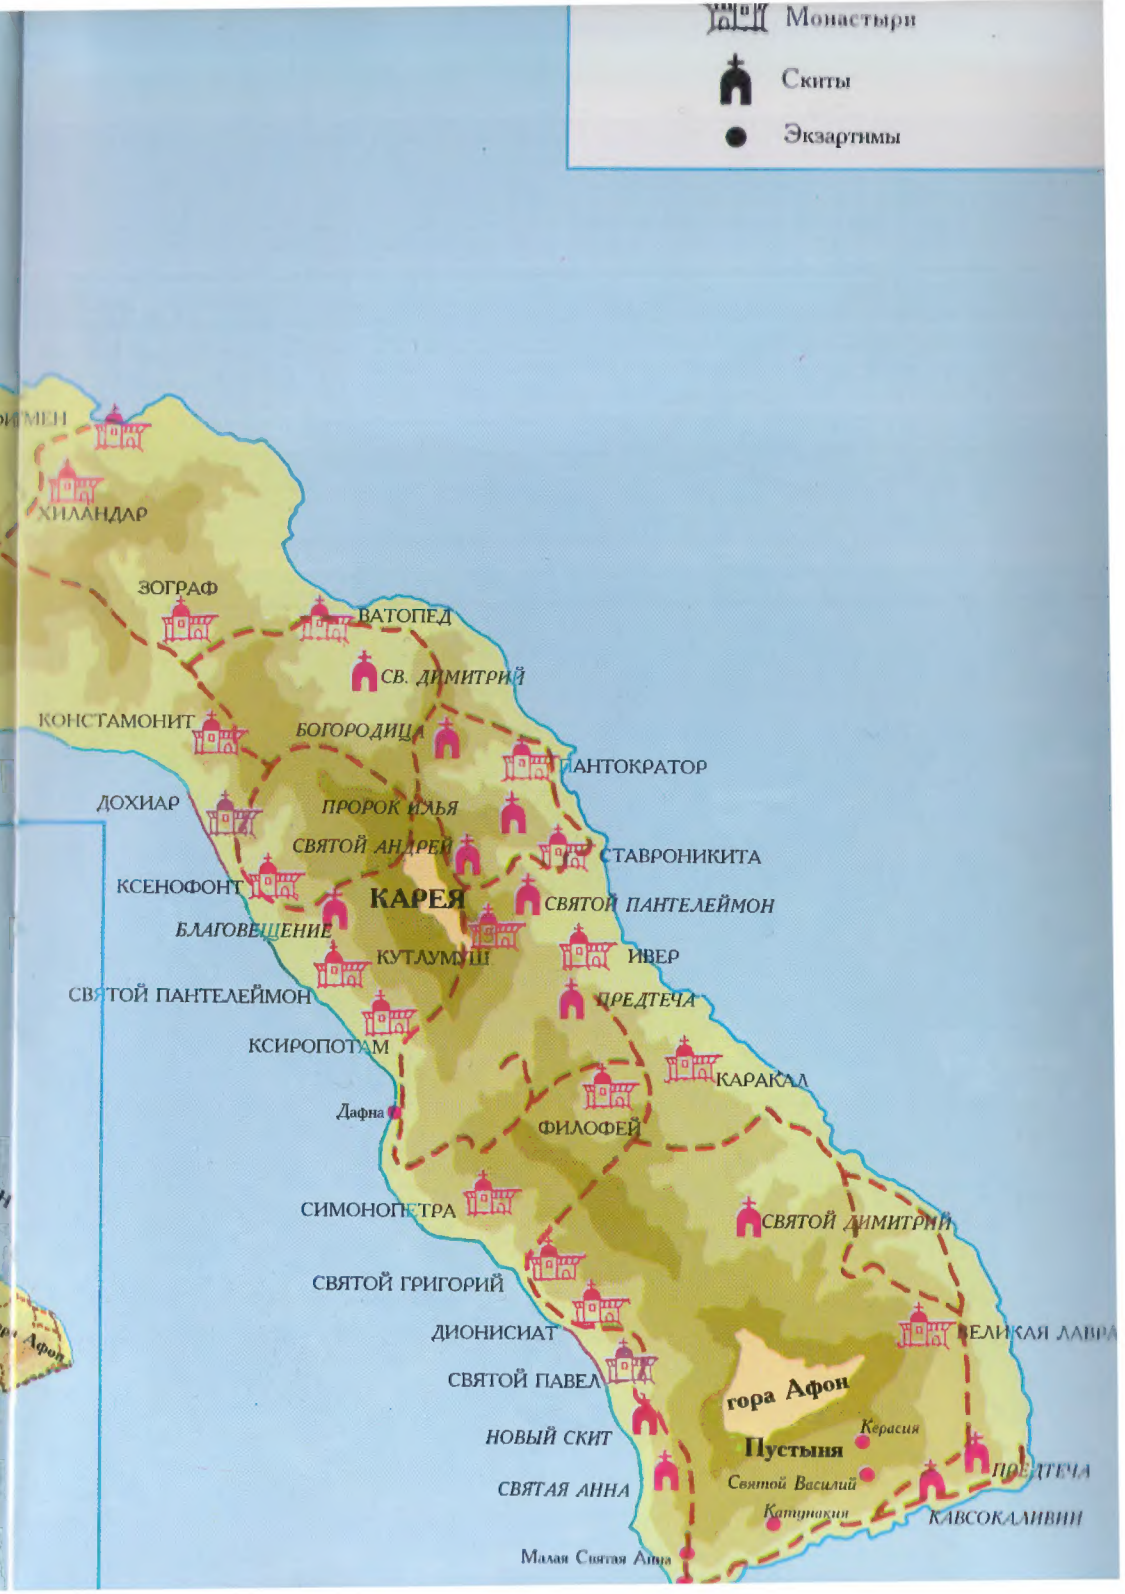 Монастыри
Скиты
Экзартимы
ХИЛАНДАР
ЗОГРАФ
ВАТОПЕД
СВ. ДИМИТРИЙ
КОНСТАМОНИТ
БОГОРОДИЦА
ПАНТОКРАТОР
ДОХИАР
ПРОРОК ИЛЬЯ
СВЯТОЙ АНДРЕЙ
СТАВРОНИКИТА
КСЕНОФОНТ
КАРЕЯ
СВЯТОЙ ПАНТЕЛЕЙМОН
БЛАГОВЕЩЕНИЕ
КУТЛУМУШ
ИВЕР
СВЯТОЙ ПАНТЕЛЕЙМОН
ПРЕДТЕЧА
КСИРОПОТАМ
КАРАКАЛ
Дафна
ФИЛОФЕЙ
СИМОНОПЕТРА
СВЯТОЙ ДИМИТРИЙ
СВЯТОЙ ГРИГОРИЙ
ДИОНИСИАТ
ВЕЛИКАЯ ЛАВРА
Афон
СВЯТОЙ ПАВЕЛ
гора Афон
НОВЫЙ СКИТ
Керасия
Пустыня
СВЯТАЯ АННА
Святой Василий
ПРЕДТЕЧА
Катунакия
КАВСОКАЛИВИИ
Малая Святая Анна